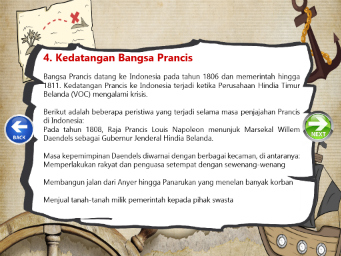 4. Kedatangan Bangsa Prancis
Bangsa Prancis datang ke Indonesia pada tahun 1806 dan memerintah hingga
1811. Kedatangan Prancis ke Indonesia terjadi ketika Perusahaan Hindia Timur
Belanda (VOC) mengalami krisis.
Berikut adalah beberapa peristiwa yang terjadi selama masa penjajahan Prancis
di Indonesia:
Pada tahun 1808, Raja Prancis Louis Napoleon menunjuk Marsekal Willem
Daendels sebagai Gubernur Jenderal Hindia Belanda.
Masa kepemimpinan Daendels diwarnai dengan berbagai kecaman, di antaranya:
Memperlakukan rakyat dan penguasa setempat dengan sewenang-wenang
Membangun jalan dari Anyer hingga Panarukan yang menelan banyak korban
Menjual tanah-tanah milik pemerintah kepada pihak swasta
BACK
NEXT